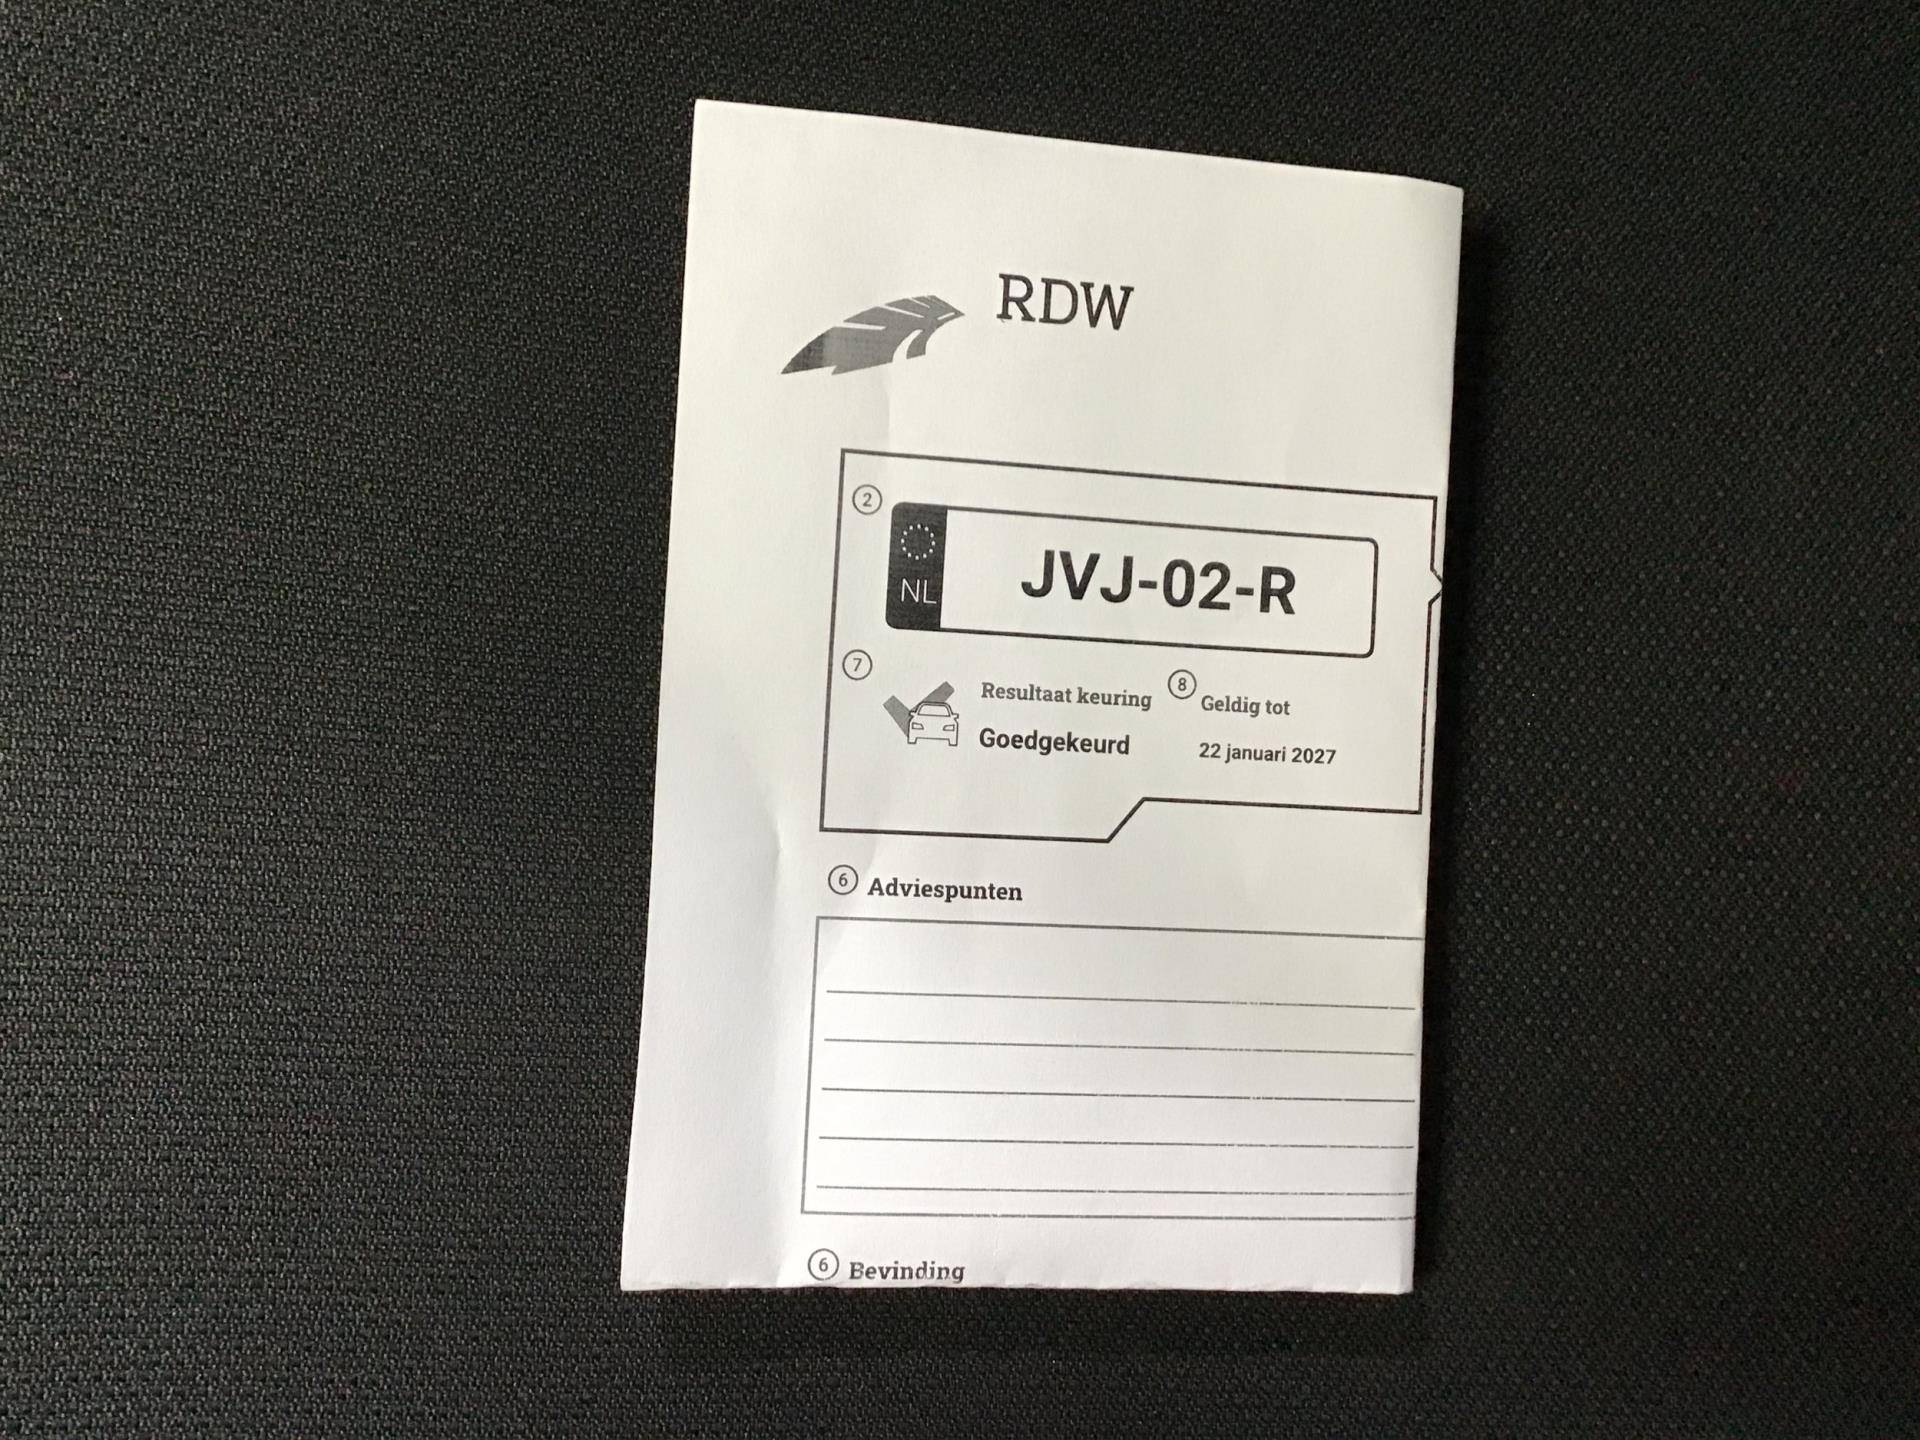 RDW
2
NL
JVJ-02-R
7
Resultaat keuring
8
Geldig tot
Goedgekeurd
22 januari 2027
6 Adviespunten
6 Bevinding